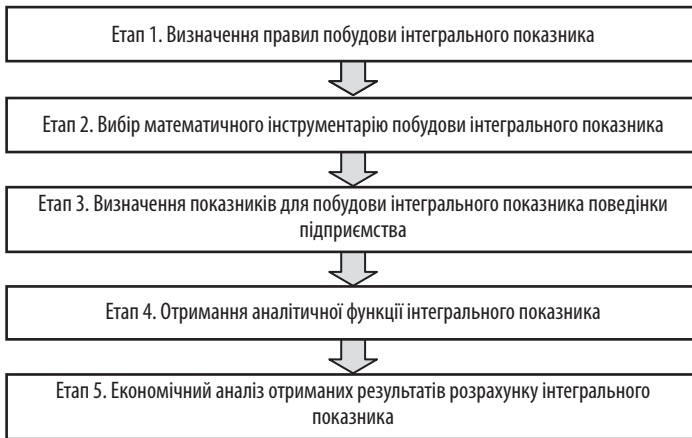 Етап 1. Визначення правил побудови інтегрального показника
Етап 2. Вибір математичного інструментарію побудови інтегрального показника
Етап 3. Визначення показників для побудови інтегрального показника поведінки
підприємства
Етап 4. Отримання аналітичної функції інтегрального показника
Етап 5. Економічний аналіз отриманих результатів розрахунку інтегрального
показника